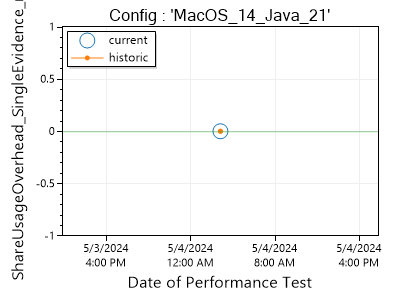 Config : 'MacOS_14_Java_21'
ShareUsageOverhead_SingleEvidence_
current
historic
1
0.5
0
-0.5
-1
5/3/2024 5/4/2024 5/4/2024 5/4/2024
4:00 PM 12:00 AM 8:00 AM 4:00 PM
Date of Performance Test